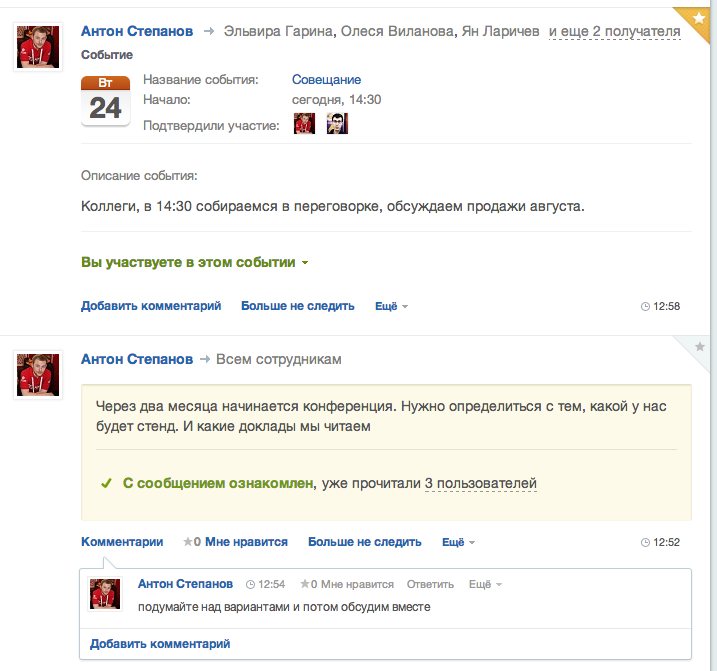 Антон Степанов → Эльвира Гарина, Олеся Виланова, Ян Ларичев и еще 2 получателя
Событие
Вт
24
Название события: Совещание
Начало: сегодня, 14:30
Подтвердили участие:
Описание события:
Коллеги, в 14:30 собираемся в переговорке, обсуждаем продажи августа.
Вы участвуете в этом событии
Добавить комментарий Больше не следить Ещё 12:58
Антон Степанов → Всем сотрудникам
Через два месяца начинается конференция. Нужно определиться с тем, какой у нас
будет стенд. И какие доклады мы читаем
С сообщением ознакомлен, уже прочитали 3 пользователей
Комментарии ★0 Мне нравится Больше не следить Ещё 12:52
Антон Степанов 12:54 ★0 Мне нравится Ответить Ещё
подумайте над вариантами и потом обсудим вместе
Добавить комментарий